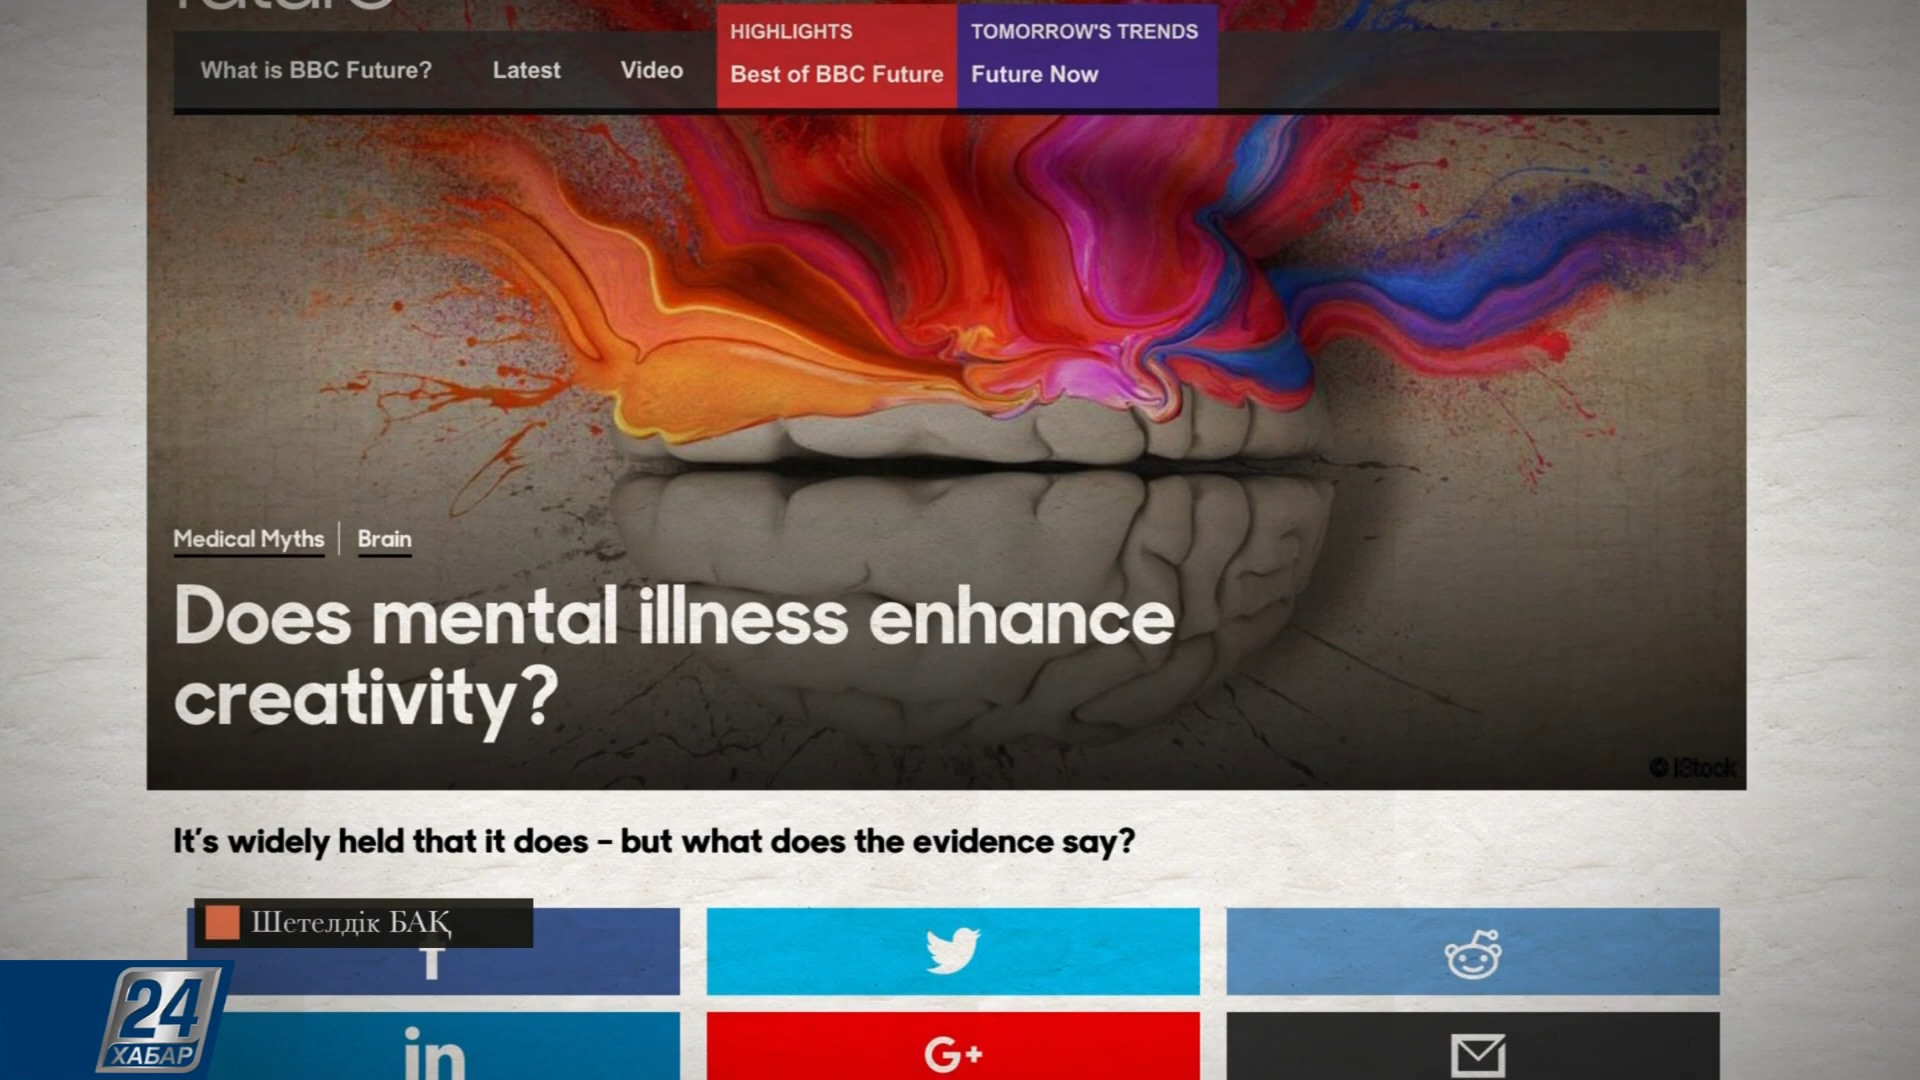 future
HIGHLIGHTS
TOMORROW'S TRENDS
What is BBC Future?
Latest
Video
Best of BBC Future
Future Now
Medical Myths
Brain
Does mental illness enhance
creativity?
© iStock
It's widely held that it does – but what does the evidence say?
Шетелдік БАҚ
f
in
G+
24
ХАБАР